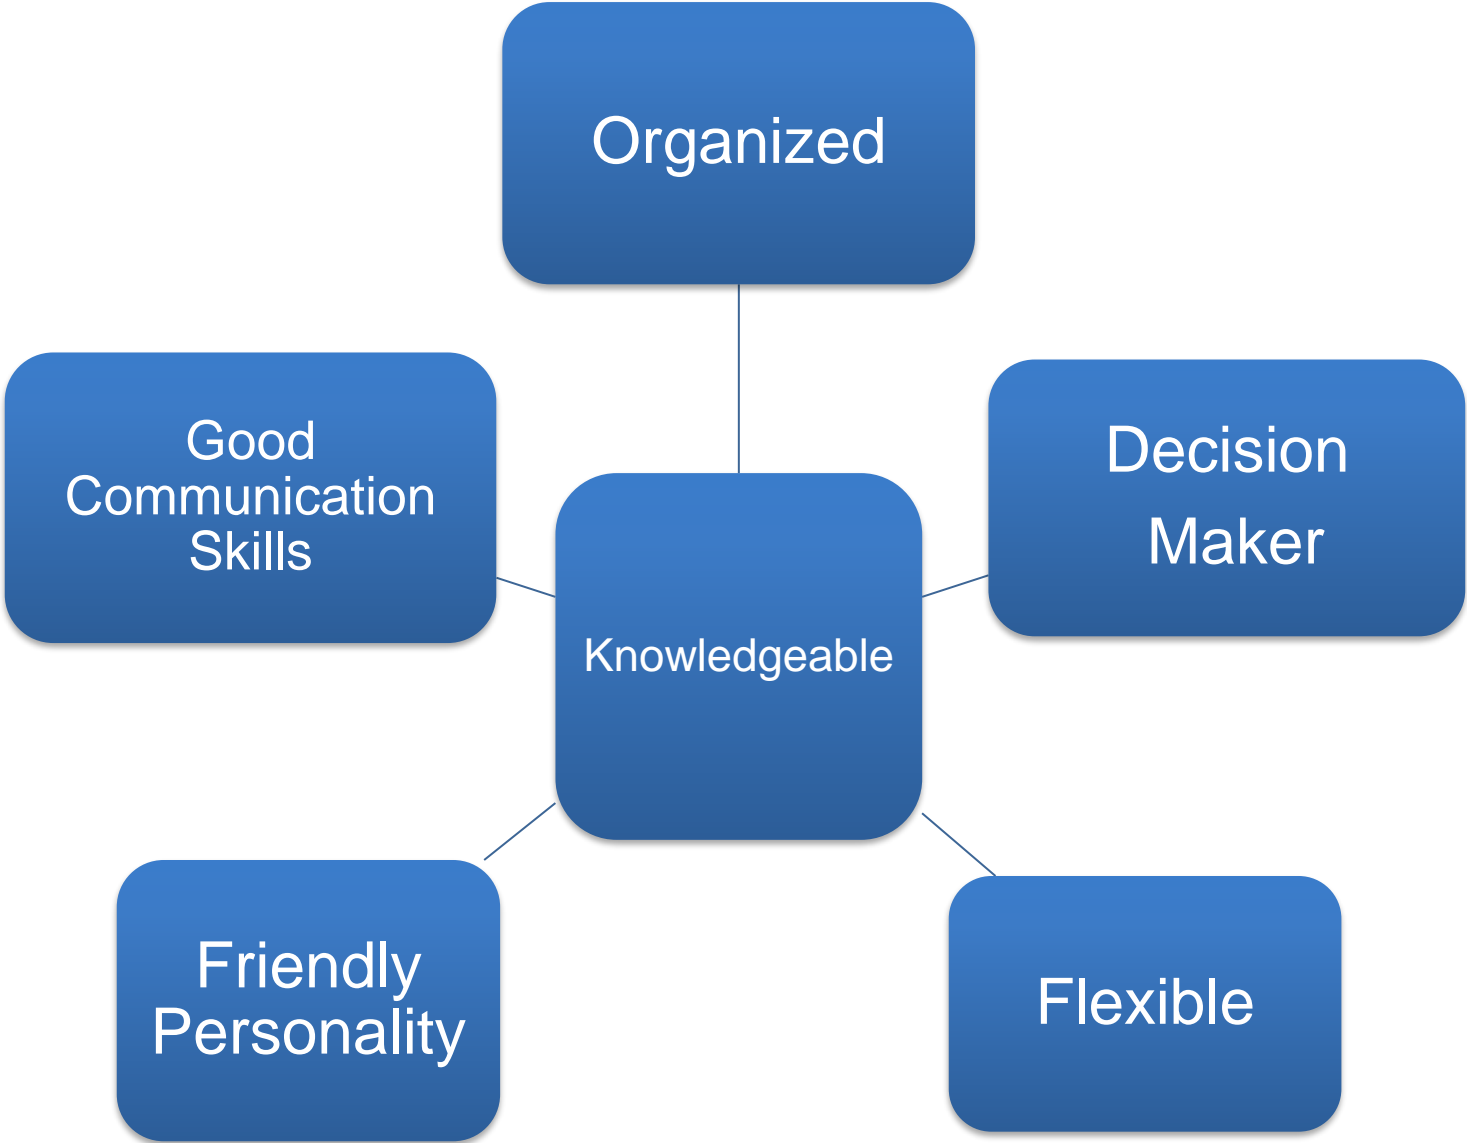 Organized
Good
Communication
Skills
Decision
Maker
Knowledgeable
Friendly
Personality
Flexible